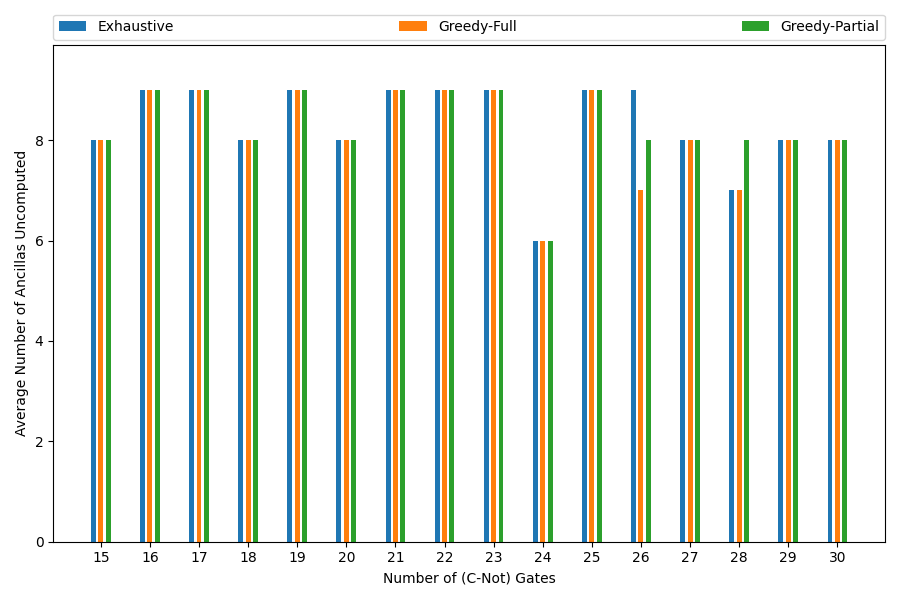 Exhaustive Greedy-Full Greedy-Partial
Average Number of Ancillas Uncomputed
8
6
4
2
0
15 16 17 18 19 20 21 22 23 24 25 26 27 28 29 30
Number of (C-Not) Gates